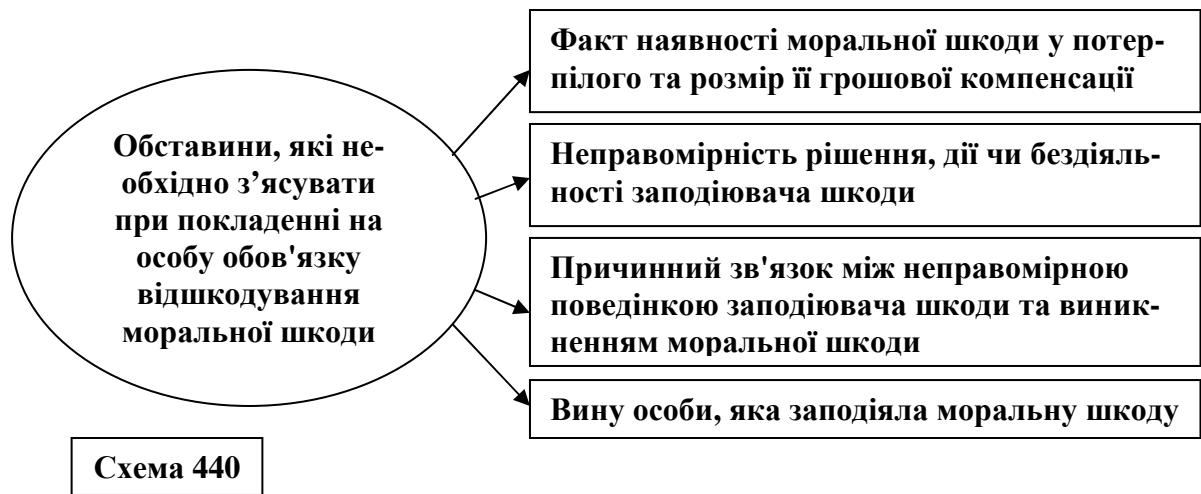 Обставини, які не-
обхідно з’ясувати
при покладенні на
особу обов'язку
відшкодування
моральної шкоди
Факт наявності моральної шкоди у потер-
пілого та розмір її грошової компенсації
Неправомірність рішення, дії чи бездіяль-
ності заподіювача шкоди
Причинний зв'язок між неправомірною
поведінкою заподіювача шкоди та виник-
ненням моральної шкоди
Вину особи, яка заподіяла моральну шкоду
Схема 440